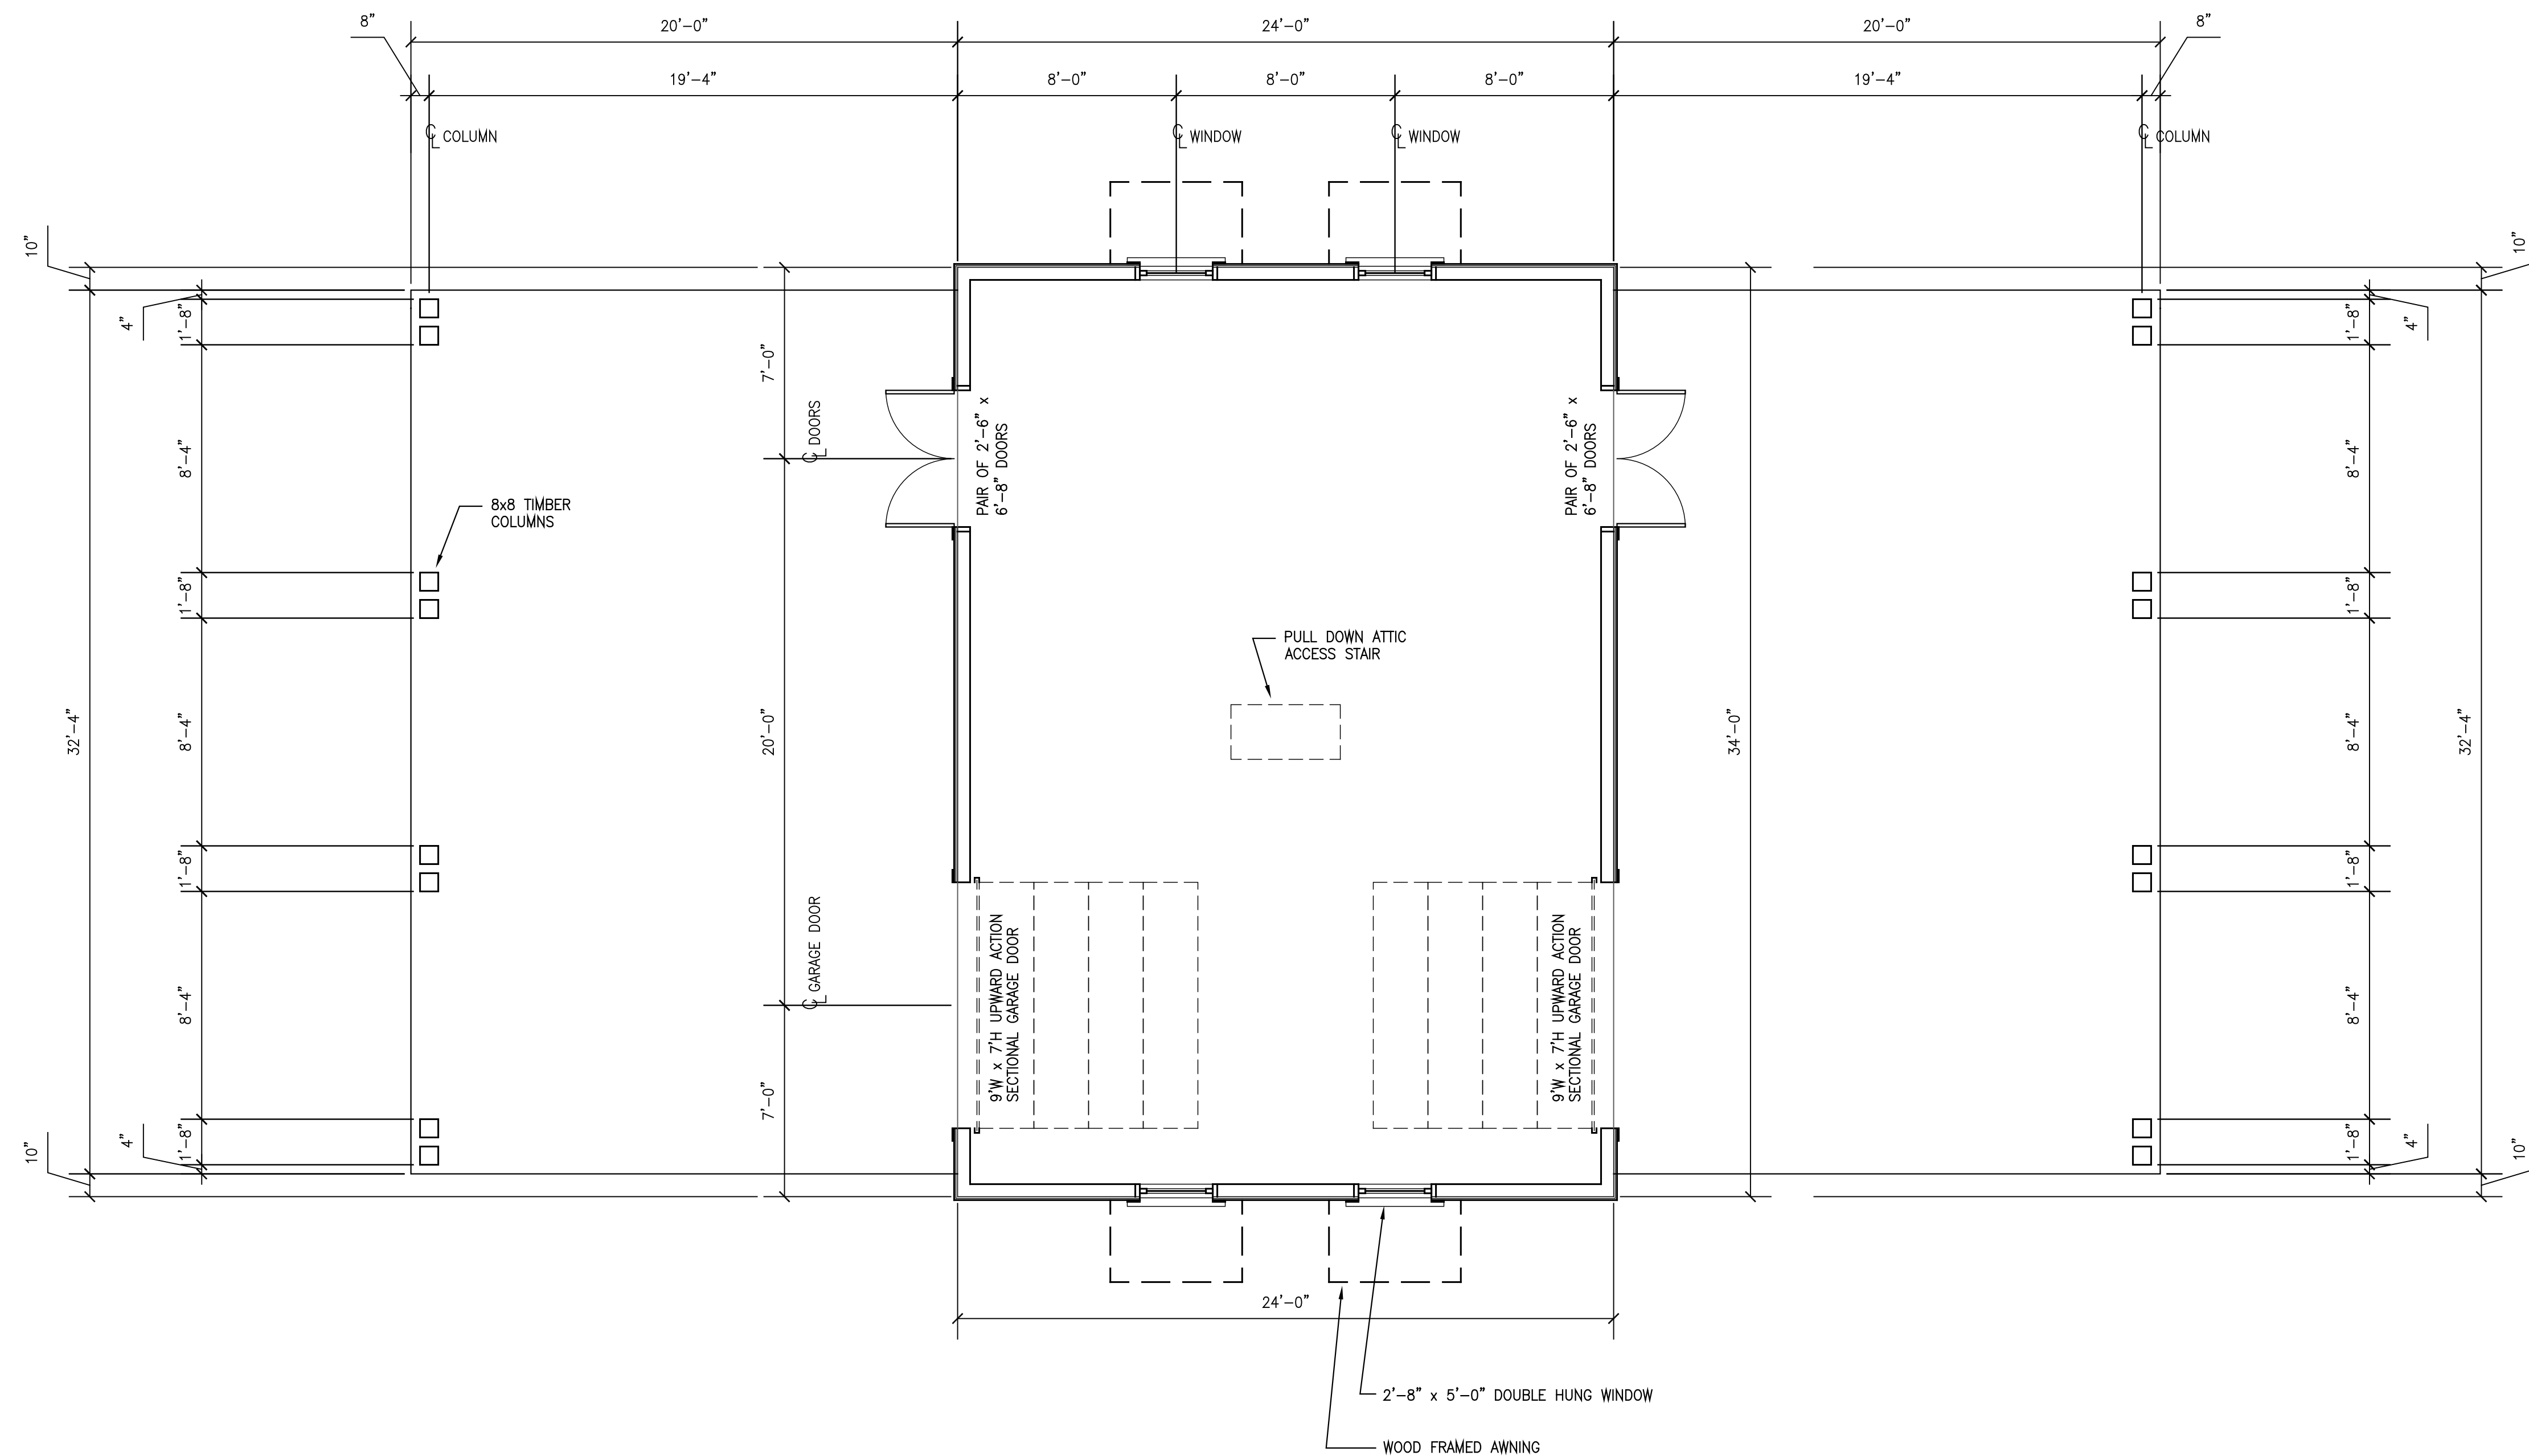 8" 20'-0" 24'-0" 20'-0" 8"
19'-4" 8'-0" 8'-0" 8'-0" 19'-4"
℄ COLUMN
℄ WINDOW
℄ WINDOW
℄ COLUMN
10"
4"
1'-8"
8'-4"
1'-8"
8'-4"
1'-8"
8'-4"
1'-8"
4"
10"
32'-4"
8x8 TIMBER
COLUMNS
7'-0"
℄ DOORS
20'-0"
℄ GARAGE DOOR
7'-0"
PAIR OF 2'-6" x
6'-8" DOORS
PAIR OF 2'-6" x
6'-8" DOORS
PULL DOWN ATTIC
ACCESS STAIR
9'W x 7'H UPWARD ACTION
SECTIONAL GARAGE DOOR
9'W x 7'H UPWARD ACTION
SECTIONAL GARAGE DOOR
34'-0"
10"
4"
1'-8"
8'-4"
1'-8"
8'-4"
1'-8"
8'-4"
1'-8"
4"
10"
32'-4"
24'-0"
2'-8" x 5'-0" DOUBLE HUNG WINDOW
WOOD FRAMED AWNING